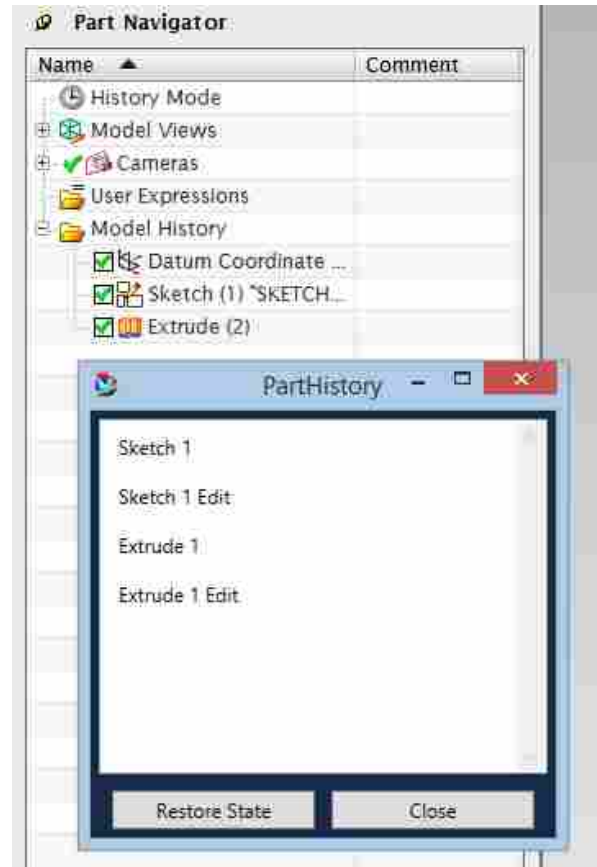 Part Navigator
Name Comment
History Mode
Model Views
Cameras
User Expressions
Model History
Datum Coordinate ...
Sketch (1) "SKETCH...
Extrude (2)
PartHistory
Sketch 1
Sketch 1 Edit
Extrude 1
Extrude 1 Edit
Restore State Close